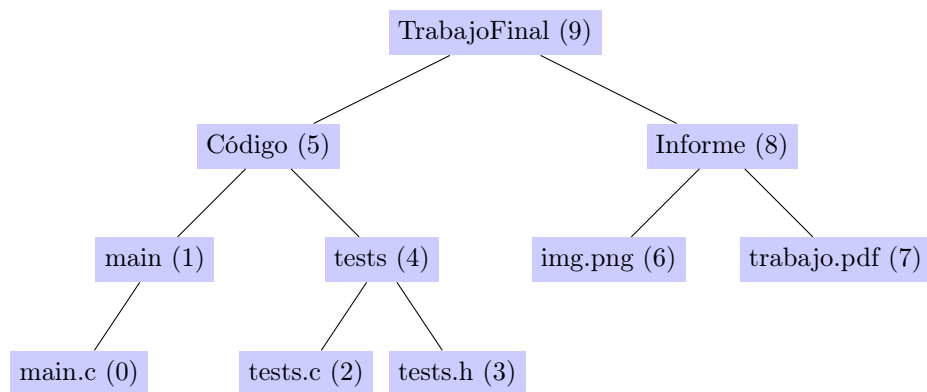 TrabajoFinal (9)
Código (5)
Informe (8)
main (1)
tests (4)
img.png (6)
trabajo.pdf (7)
main.c (0)
tests.c (2)
tests.h (3)